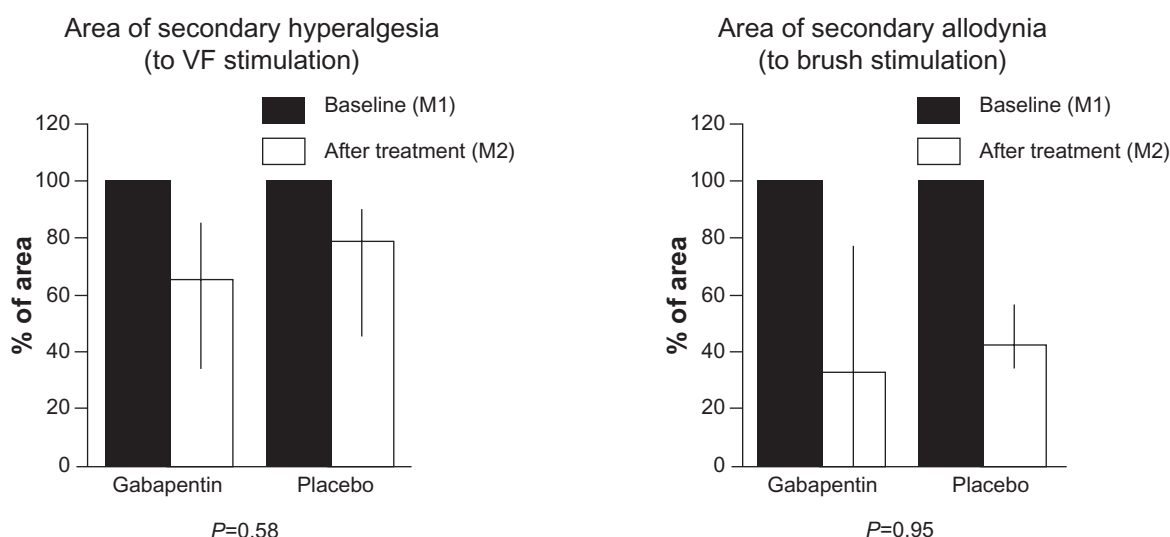 Area of secondary hyperalgesia
(to VF stimulation)
Baseline (M1)
After treatment (M2)
120
100
80
60
40
20
0
% of area
Gabapentin Placebo
P=0.58
Area of secondary allodynia
(to brush stimulation)
Baseline (M1)
After treatment (M2)
120
100
80
60
40
20
0
% of area
Gabapentin Placebo
P=0.95